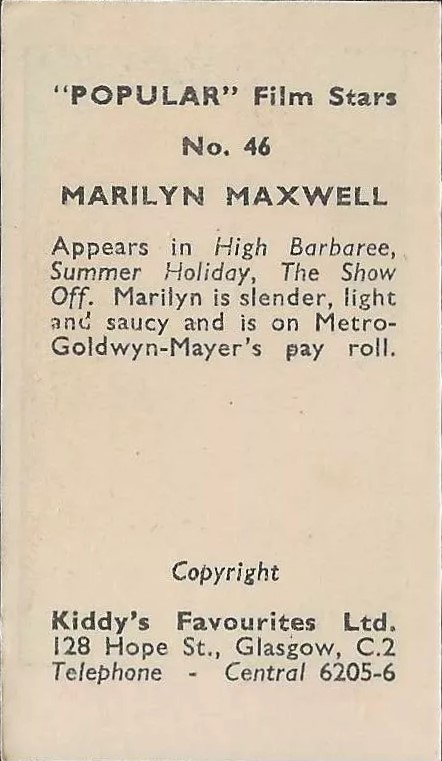 "POPULAR" Film Stars
No. 46
MARILYN MAXWELL
Appears in High Barbaree,
Summer Holiday, The Show
Off. Marilyn is slender, light
and saucy and is on Metro-
Goldwyn-Mayer's pay roll.
Copyright
Kiddy's Favourites Ltd.
128 Hope St., Glasgow, C.2
Telephone - Central 6205-6